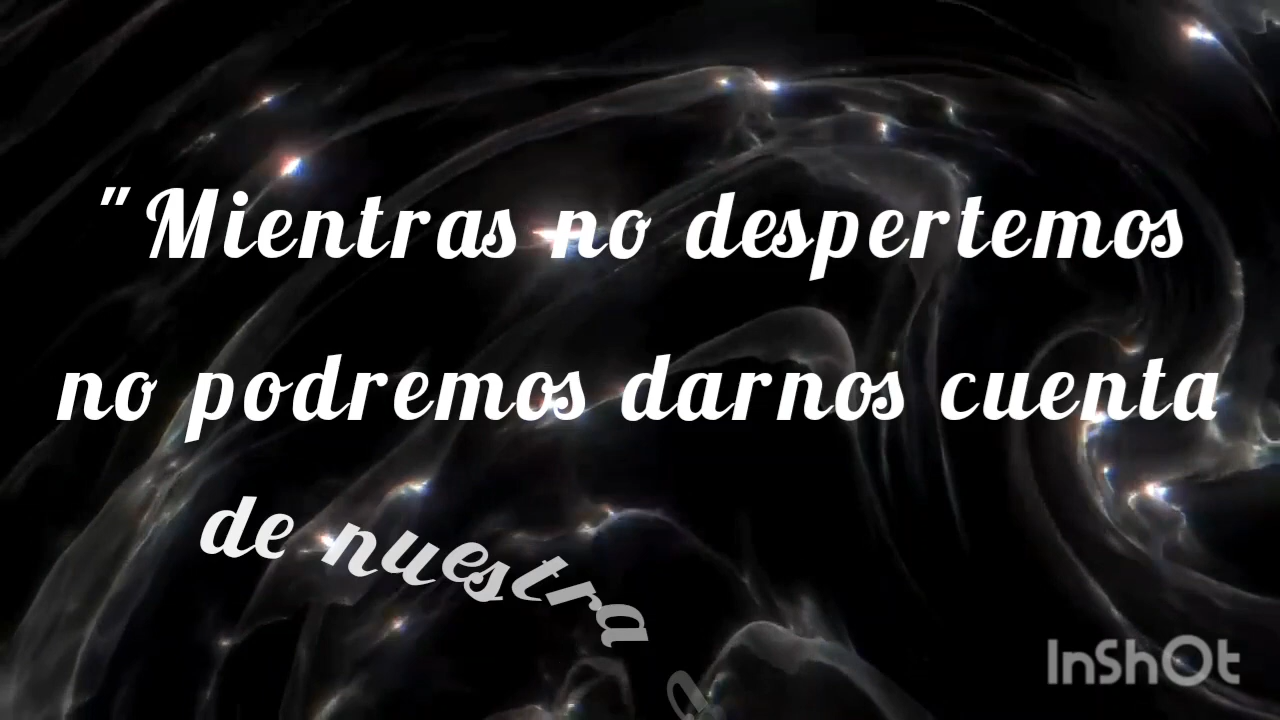 "Mientras no despertemos
no podremos darnos cuenta
de nuestra
InShOt